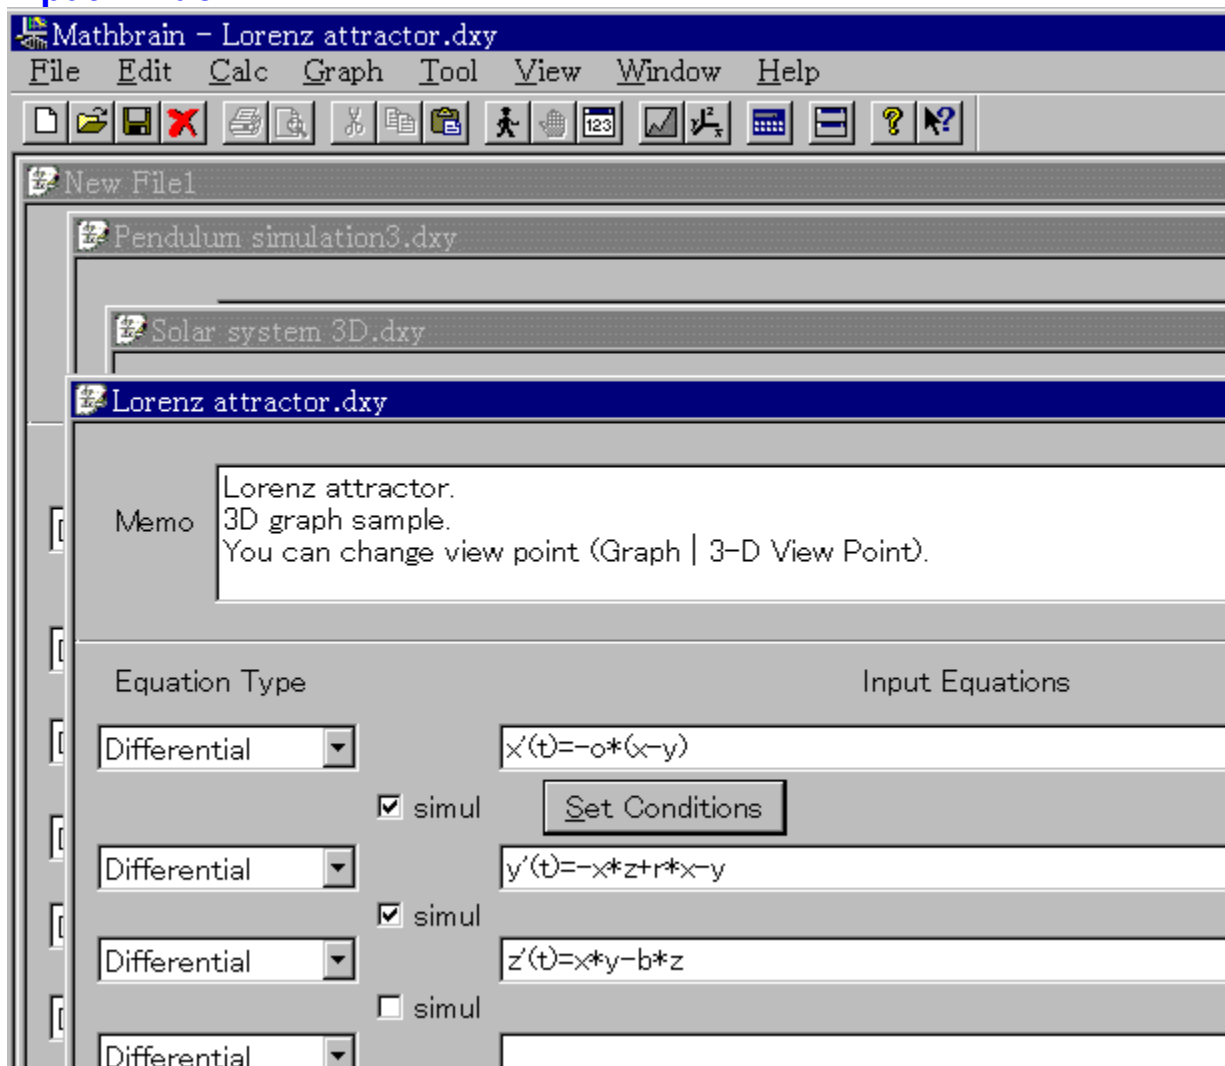 Mathbrain - Lorenz attractor.dxy
File Edit Calc Graph Tool View Window Help
123
New File1
Pendulum simulation3.dxy
Solar system 3D.dxy
Lorenz attractor.dxy
Memo
Lorenz attractor.
3D graph sample.
You can change view point (Graph | 3-D View Point).
Equation Type Input Equations
Differential x'(t)=-o*(x-y)
simul Set Conditions
Differential y'(t)=-x*z+r*x-y
simul
Differential z'(t)=x*y-b*z
simul
Differential